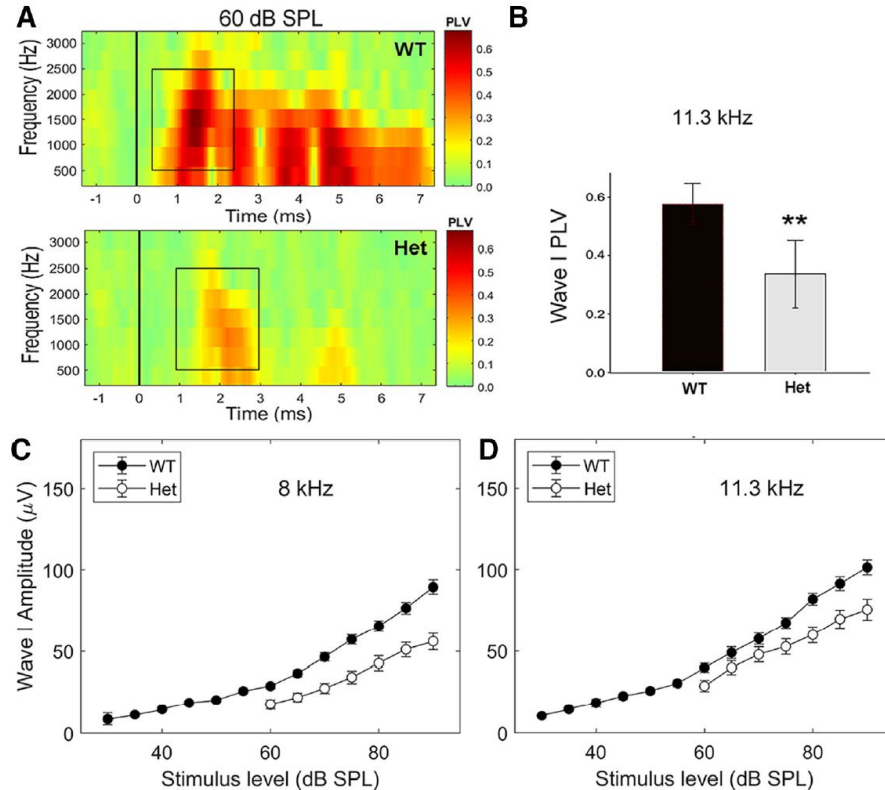 A
60 dB SPL
PLV
WT
Frequency (Hz)
3000
2500
2000
1500
1000
500
-1 0 1 2 3 4 5 6 7
Time (ms)
0.6
0.5
0.4
0.3
0.2
0.1
0.0
PLV
Het
Frequency (Hz)
3000
2500
2000
1500
1000
500
-1 0 1 2 3 4 5 6 7
Time (ms)
0.6
0.5
0.4
0.3
0.2
0.1
0.0
B
11.3 kHz
Wave I PLV
0.6
0.4
0.2
0.0
**
WT Het
C
WT
Het
8 kHz
Wave I Amplitude (μV)
150
100
50
0
40 60 80
Stimulus level (dB SPL)
D
WT
Het
11.3 kHz
150
100
50
0
40 60 80
Stimulus level (dB SPL)